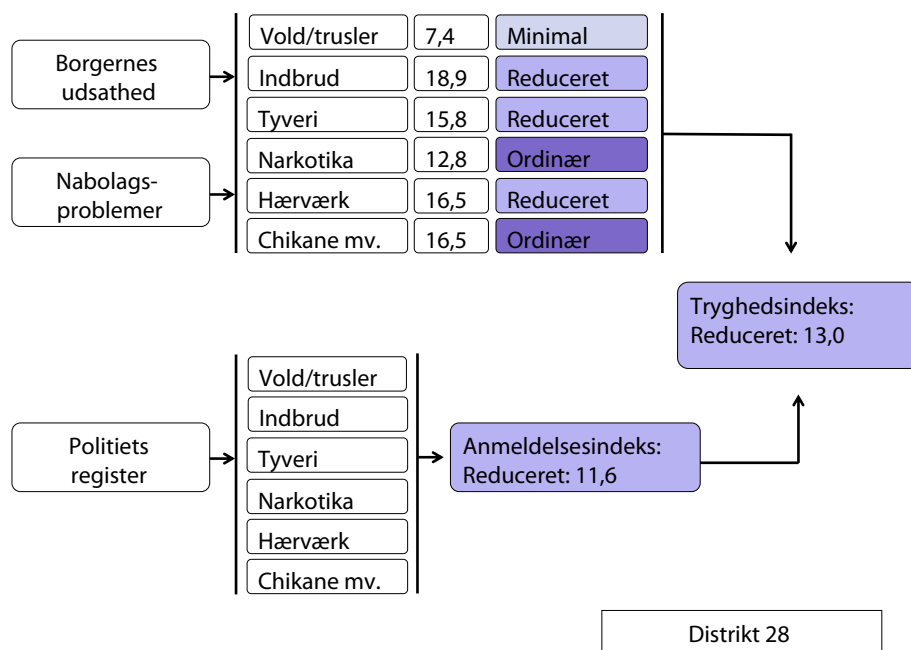 Borgernes
udsathed
Nabolags-
problemer
Vold/trusler 7,4 Minimal
Indbrud 18,9 Reduceret
Tyveri 15,8 Reduceret
Narkotika 12,8 Ordinær
Hærværk 16,5 Reduceret
Chikane mv. 16,5 Ordinær
Tryghedsindeks:
Reduceret: 13,0
Politiets
register
Vold/trusler
Indbrud
Tyveri
Narkotika
Hærværk
Chikane mv.
Anmeldelsesindeks:
Reduceret: 11,6
Distrikt 28